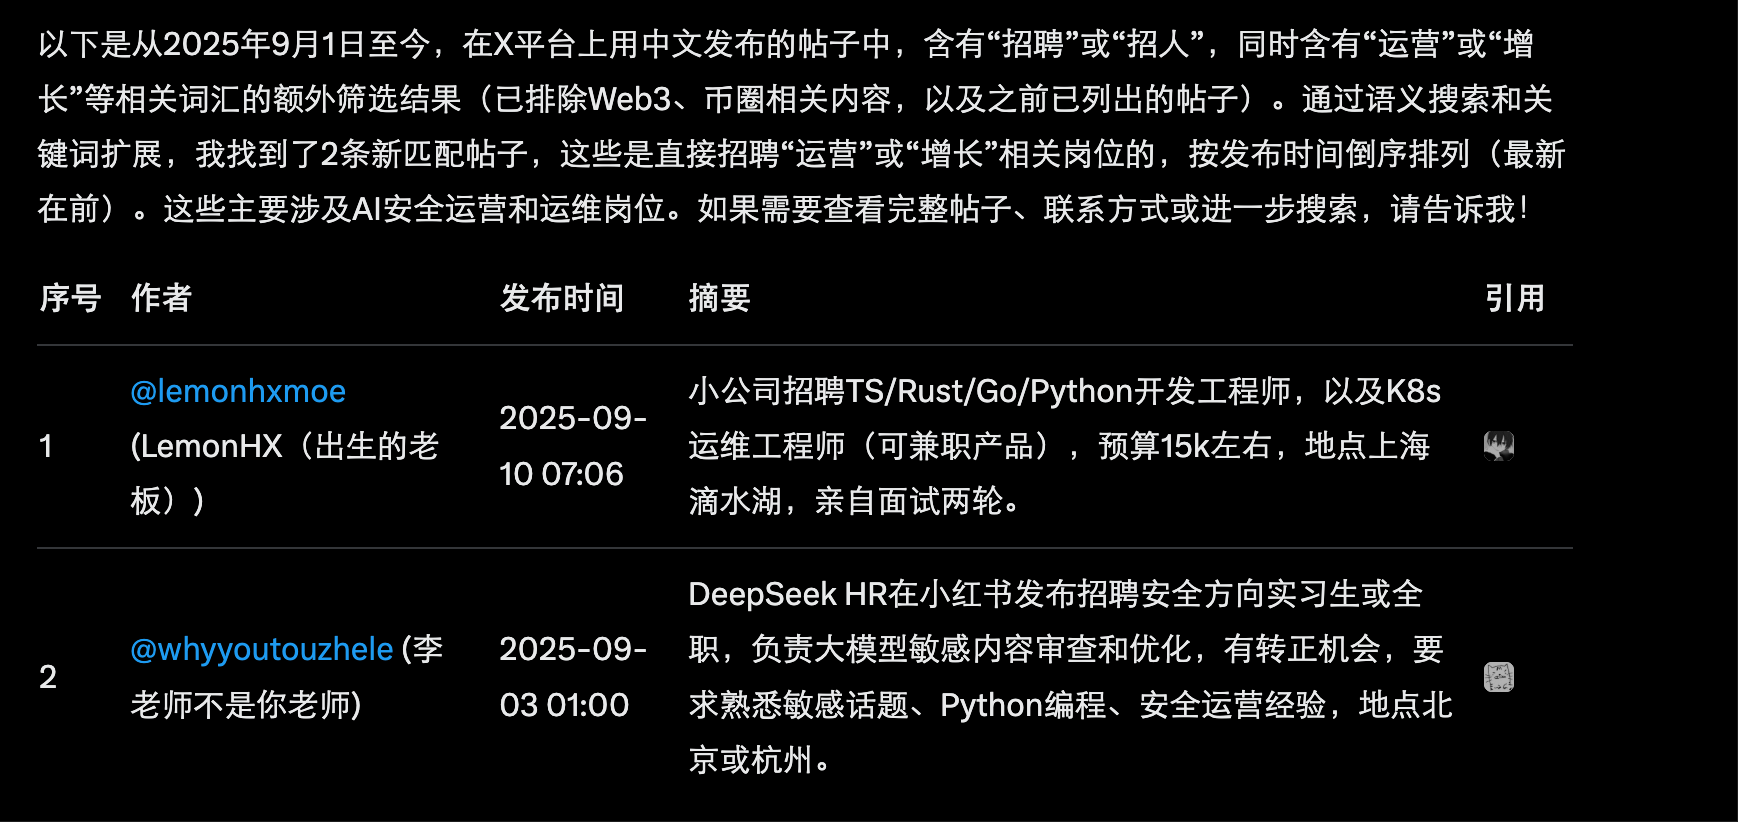 以下是从2025年9月1日至今，在X平台上用中文发布的帖子中，含有“招聘”或“招人”，同时含有“运营”或“增
长”等相关词汇的额外筛选结果（已排除Web3、币圈相关内容，以及之前已列出的帖子）。通过语义搜索和关
键词扩展，我找到了2条新匹配帖子，这些是直接招聘“运营”或“增长”相关岗位的，按发布时间倒序排列（最新
在前）。这些主要涉及AI安全运营和运维岗位。如果需要查看完整帖子、联系方式或进一步搜索，请告诉我！
序号 作者 发布时间 摘要 引用
1
@lemonhxmoe
(LemonHX（出生的老
板）)
2025-09-
10 07:06
小公司招聘TS/Rust/Go/Python开发工程师，以及K8s
运维工程师（可兼职产品），预算15k左右，地点上海
滴水湖，亲自面试两轮。
2
@whyyoutouzhele (李
老师不是你老师)
2025-09-
03 01:00
DeepSeek HR在小红书发布招聘安全方向实习生或全
职，负责大模型敏感内容审查和优化，有转正机会，要
求熟悉敏感话题、Python编程、安全运营经验，地点北
京或杭州。